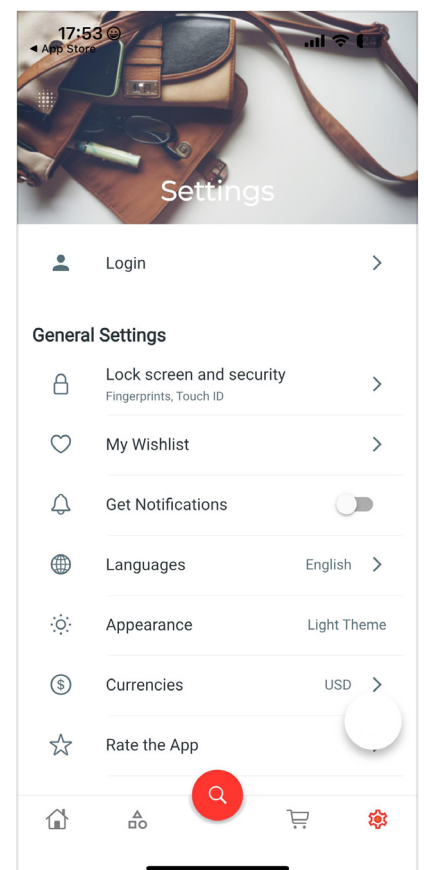 17:53
◀ App Store
24
Settings
Login
General Settings
Lock screen and security
Fingerprints, Touch ID
My Wishlist
Get Notifications
Languages
English
Appearance
Light Theme
Currencies
USD
Rate the App